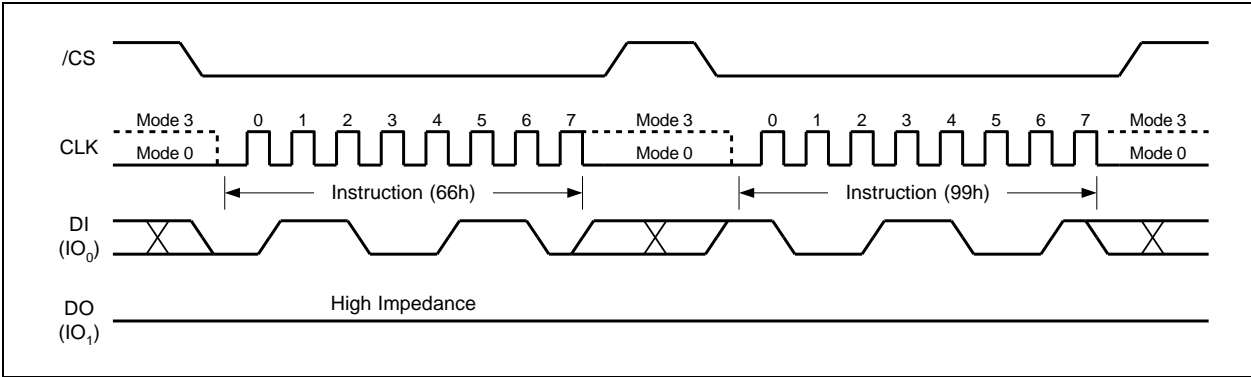 /CS
Mode 3 0 1 2 3 4 5 6 7 Mode 3 0 1 2 3 4 5 6 7 Mode 3
CLK
Mode 0 Mode 0 Mode 0
Instruction (66h) Instruction (99h)
DI
(IO₀)
High Impedance
DO
(IO₁)